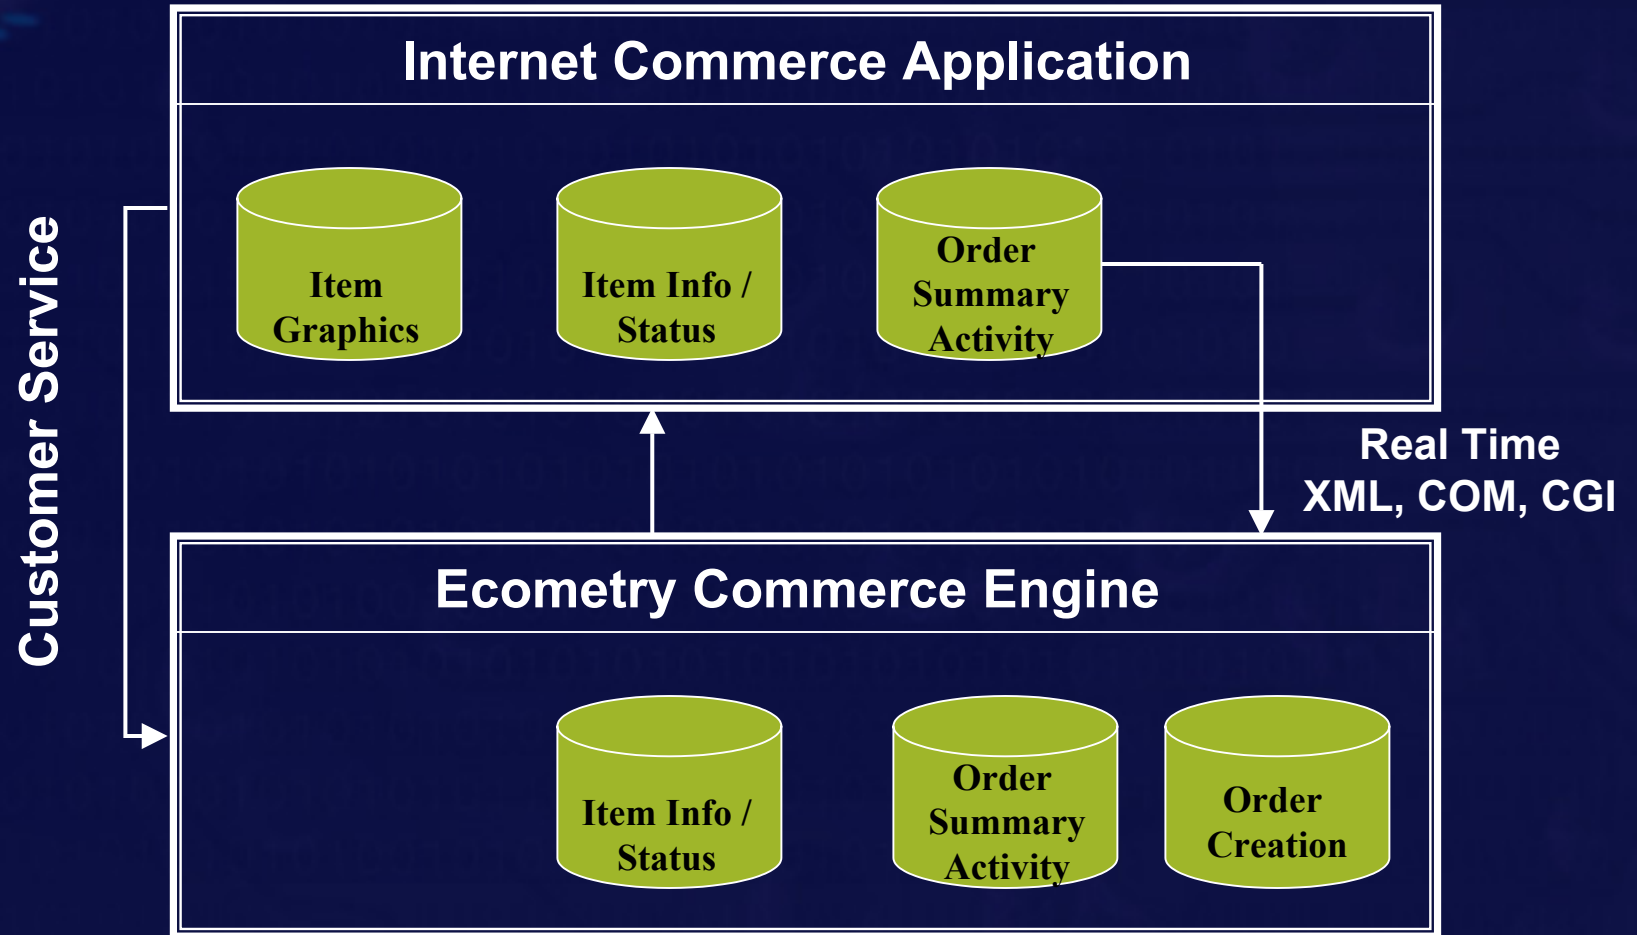 Internet Commerce Application
Item
Graphics
Item Info /
Status
Order
Summary
Activity
Customer Service
Real Time
XML, COM, CGI
Ecometry Commerce Engine
Item Info /
Status
Order
Summary
Activity
Order
Creation